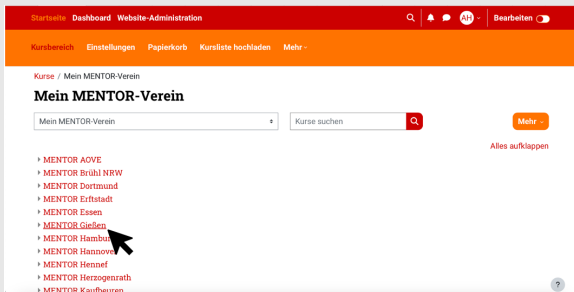 Startseite Dashboard Website-Administration AH Bearbeiten
Kursbereich Einstellungen Papierkorb Kursliste hochladen Mehr
Kurse / Mein MENTOR-Verein
Mein MENTOR-Verein
Mein MENTOR-Verein Kurse suchen Mehr
Alles aufklappen
MENTOR AOVE
MENTOR Brühl NRW
MENTOR Dortmund
MENTOR Erftstadt
MENTOR Essen
MENTOR Gießen
MENTOR Hambu
MENTOR Hannover
MENTOR Hennef
MENTOR Herzogenrath
MENTOR Kaufbeuren
?